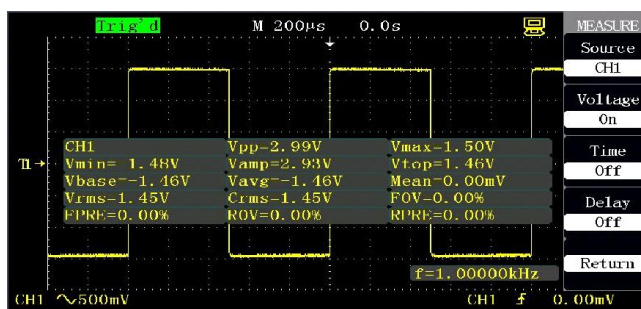 Trig'd M 200µs 0.0s
MEASURE
Source
CH1
Voltage
On
Time
Off
Delay
Off
Return
T1
CH1 Vpp=2.99V Vmax=1.50V
Vmin= 1.48V Vamp=2.93V Vtop=1.46V
Vbase=-1.46V Vavg=-1.46V Mean=0.00mV
Vrms=1.45V Crms=1.45V FOV=0.00%
FPRE=0.00% ROV=0.00% RPRE=0.00%
f=1.00000kHz
CH1 500mV CH1 0.00mV